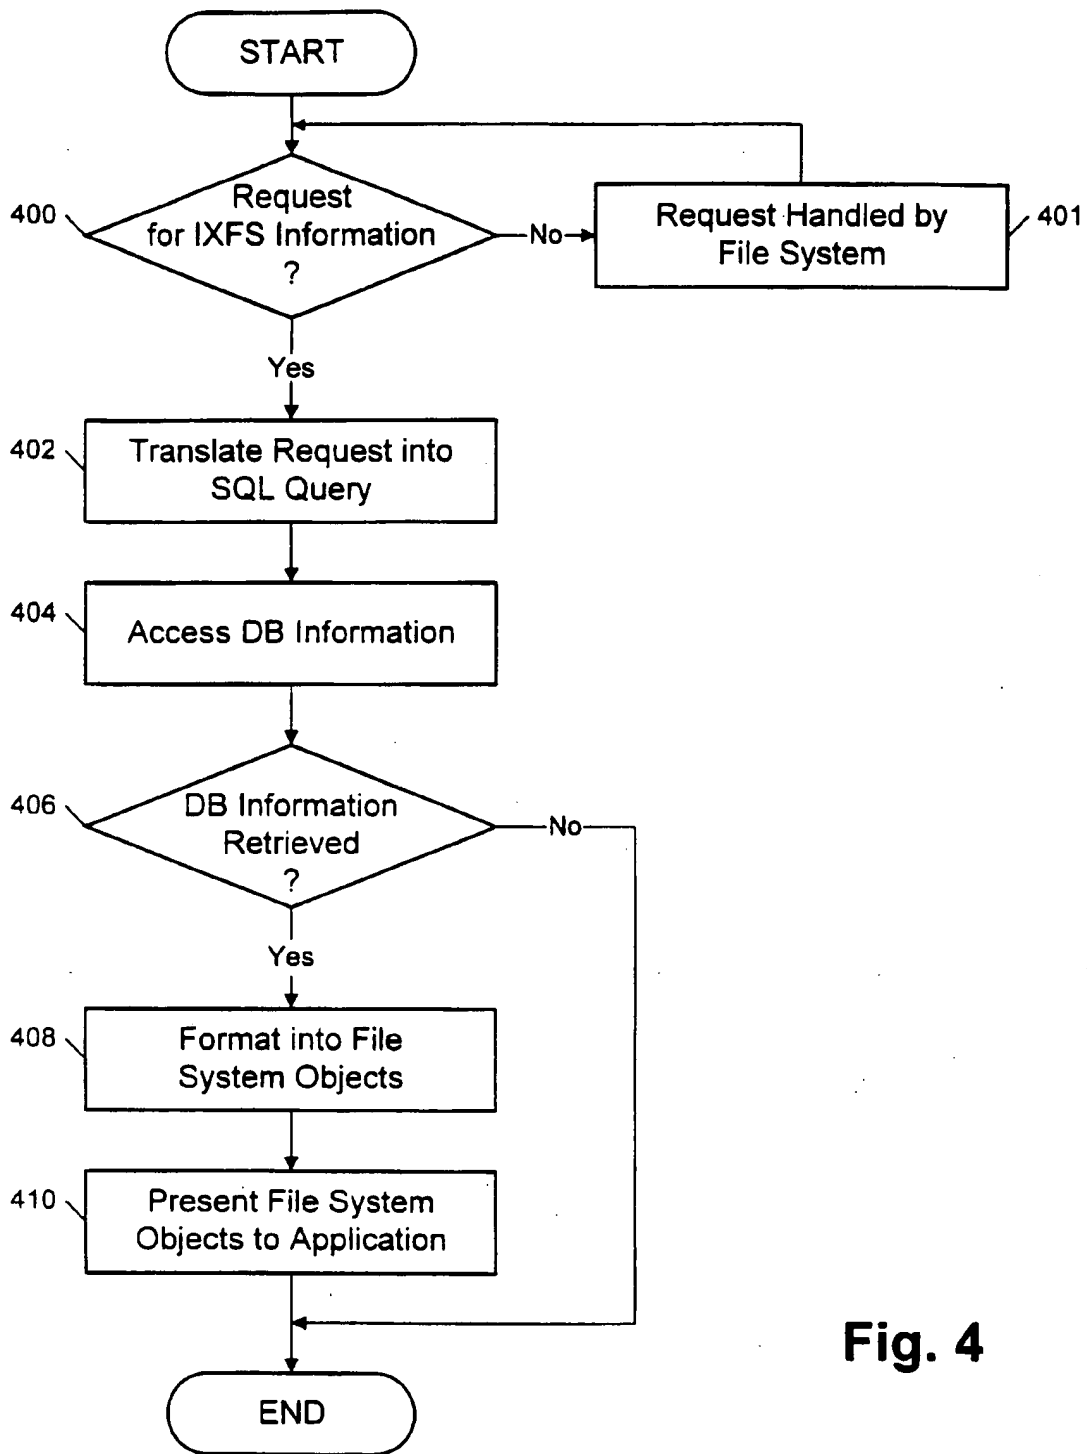 START
400
Request
for IXFS Information
?
No
Request Handled by
File System
401
Yes
402
Translate Request into
SQL Query
404
Access DB Information
406
DB Information
Retrieved
?
No
Yes
408
Format into File
System Objects
410
Present File System
Objects to Application
END
Fig. 4